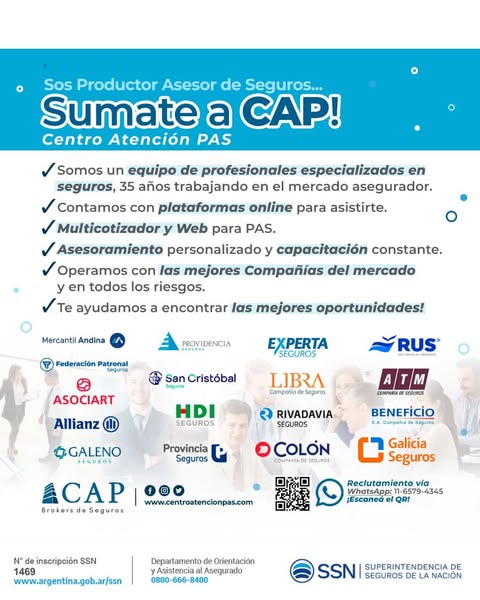 Sos Productor Asesor de Seguros...
Sumate a CAP!
Centro Atención PAS
Somos un equipo de profesionales especializados en
seguros, 35 años trabajando en el mercado asegurador.
Contamos con plataformas online para asistirte.
Multicotizador y Web para PAS.
Asesoramiento personalizado y capacitación constante.
Operamos con las mejores Compañías del mercado
y en todos los riesgos.
Te ayudamos a encontrar las mejores oportunidades!
Mercantil Andina
PROVIDENCIA
SEGUROS
EXPERTA
SEGUROS
RUS
Federación Patronal
Seguros
ASOCIART
San Cristóbal
Seguros
LIBRA
Compañía de Seguros
ATM
COMPAÑÍA DE SEGUROS
Allianz
HDI
SEGUROS
RIVADAVIA
SEGUROS
BENEFICIO
S.A. Compañía de Seguros
GALENO
SEGUROS
Provincia
Seguros
COLÓN
COMPAÑÍA DE SEGUROS
Galicia
Seguros
CAP
Brokers de Seguros
www.centroatencionpas.com
Reclutamiento vía
WhatsApp: 11-6579-4345
¡Escaneá el QR!
N° de inscripción SSN
1469
www.argentina.gob.ar/ssn
Departamento de Orientación
y Asistencia al Asegurado
0800-666-8400
SSN
SUPERINTENDENCIA DE
SEGUROS DE LA NACIÓN